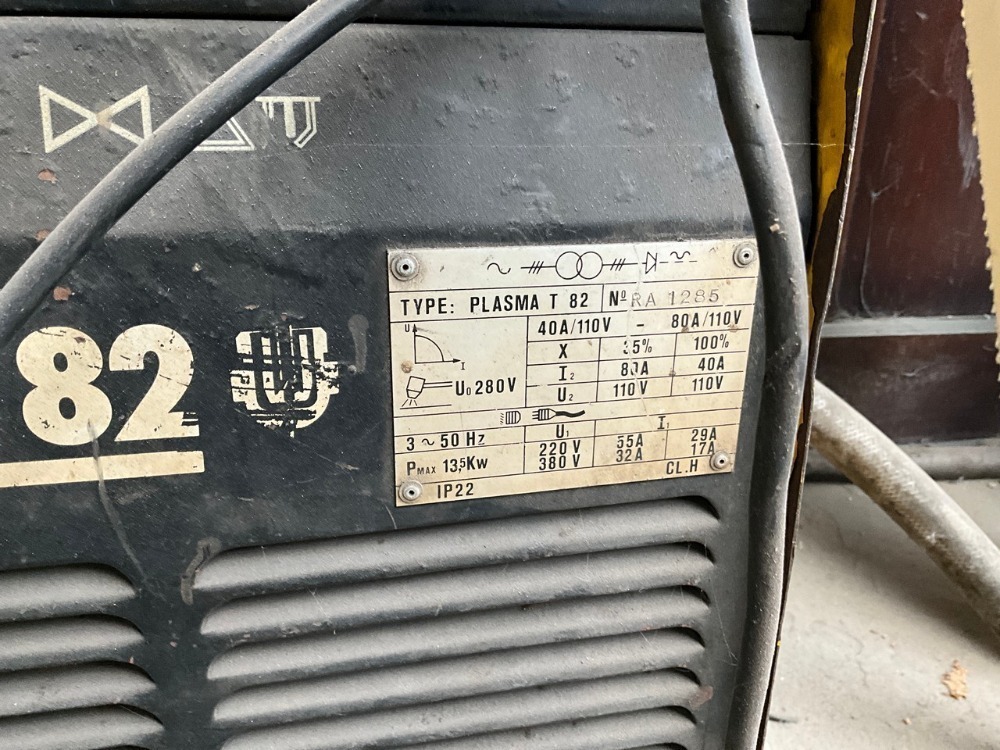 TYPE: PLASMA T 82 Nº RA 1285
40A/110V - 80A/110V
X 35% 100%
I₂ 80A 40A
U₀ 280V U₂ 110V 110V
U₁ I₁
3 ~ 50 Hz 220 V 55A 29A
PMAX 13,5Kw 380 V 32A 17A
IP22 CL.H
82